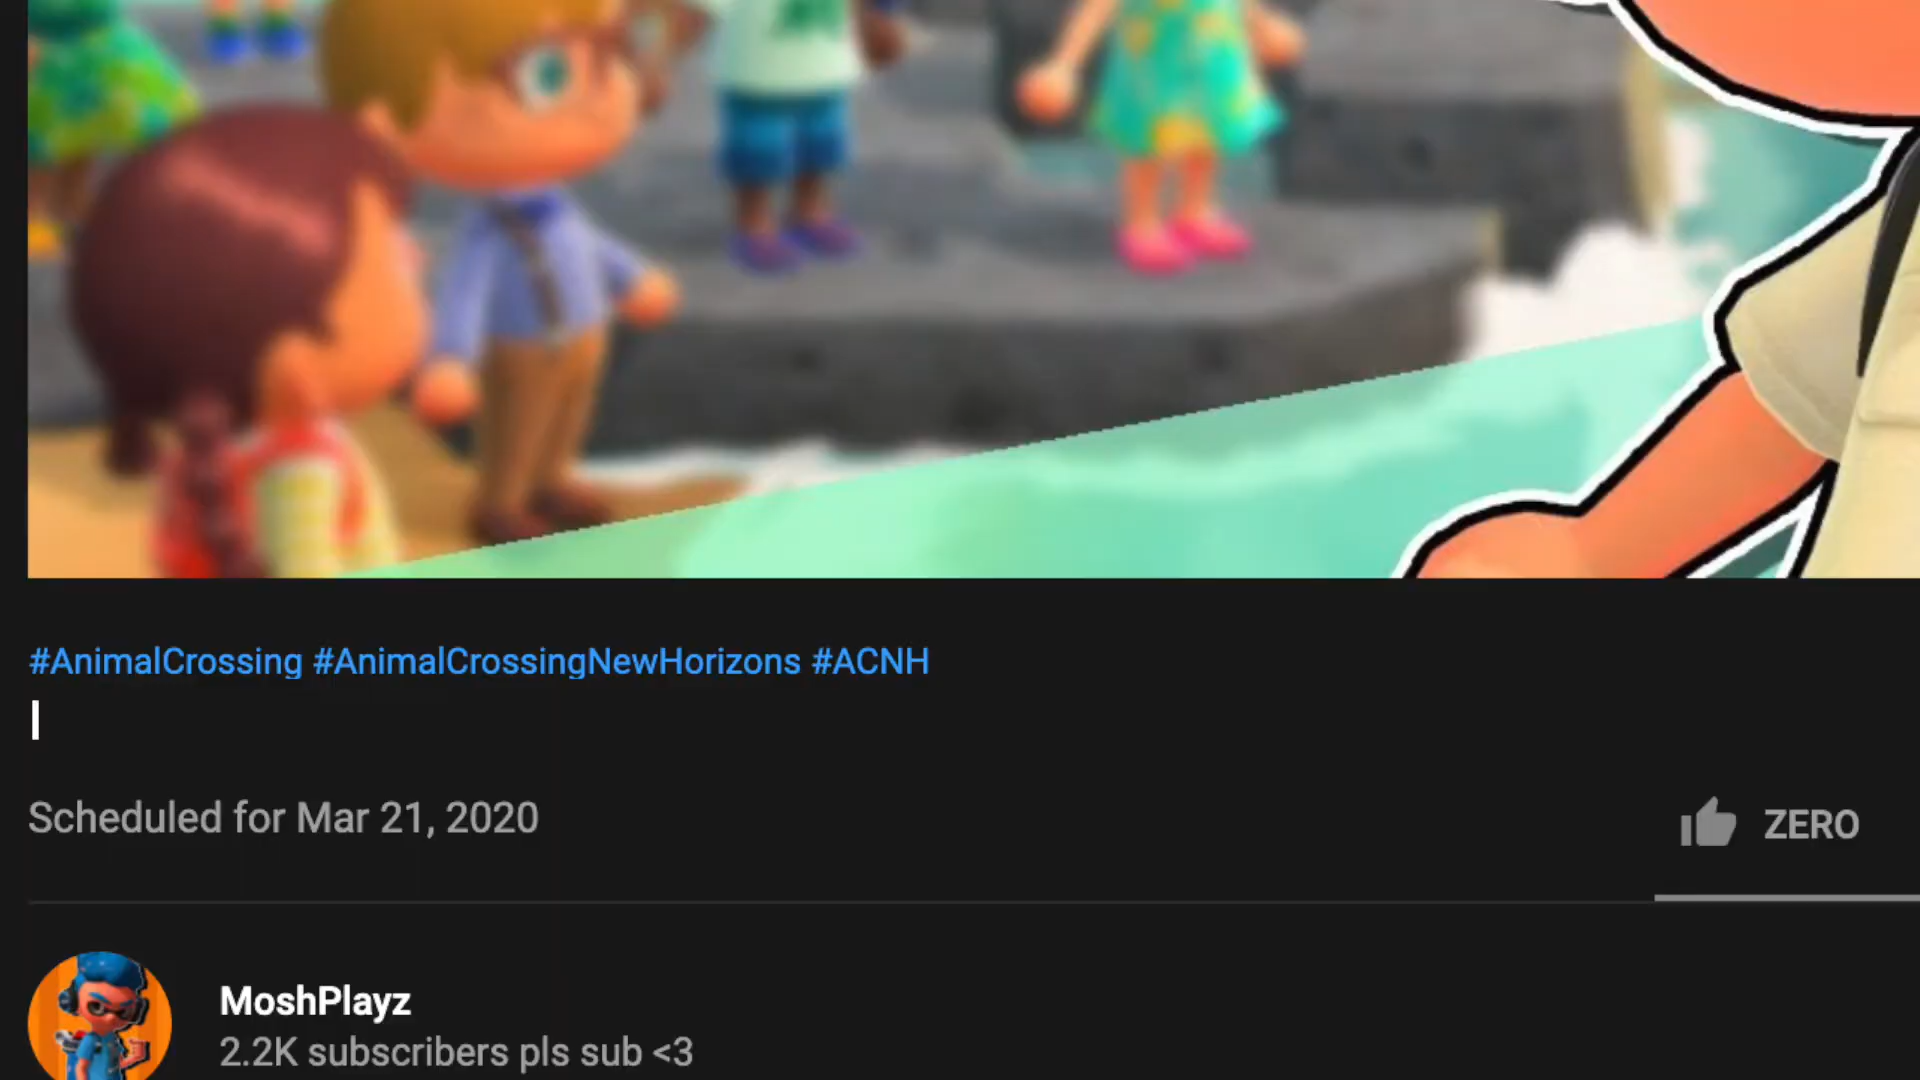 #AnimalCrossing #AnimalCrossingNewHorizons #ACNH
Scheduled for Mar 21, 2020
ZERO
MoshPlayz
2.2K subscribers pls sub <3